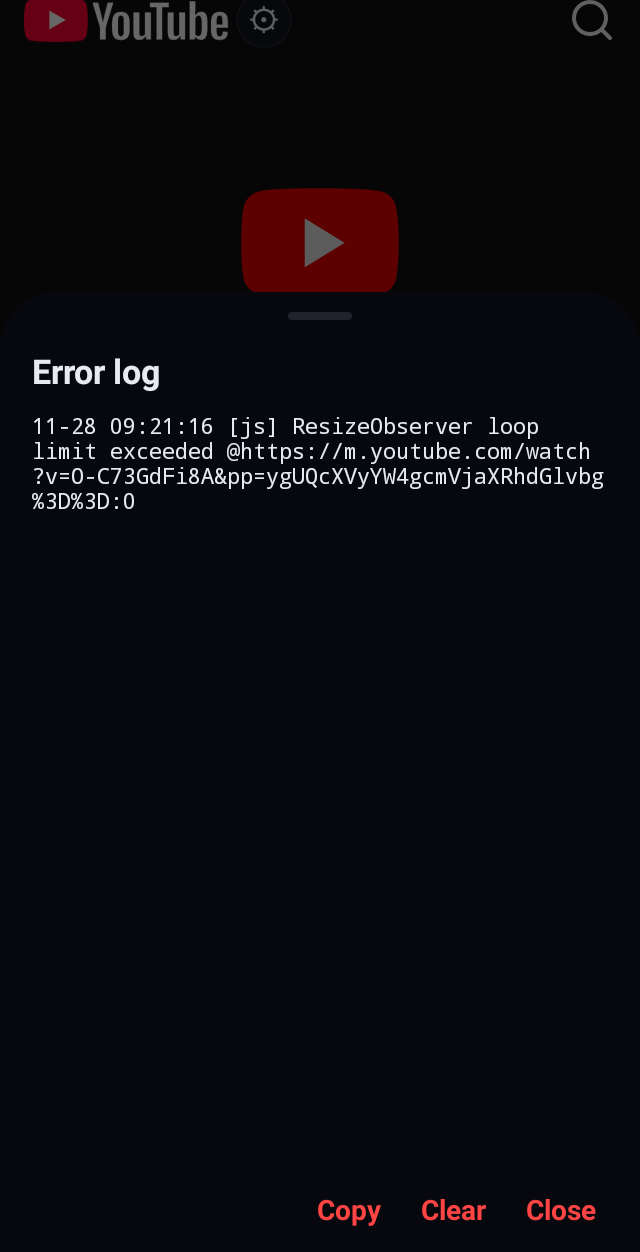 YouTube
Error log
11-28 09:21:16 [js] ResizeObserver loop
limit exceeded @https://m.youtube.com/watch
?v=O-C73GdFi8A&pp=ygUQcXVyYW4gcmVjaXRhdGlvbg
%3D%3D:0
Copy Clear Close